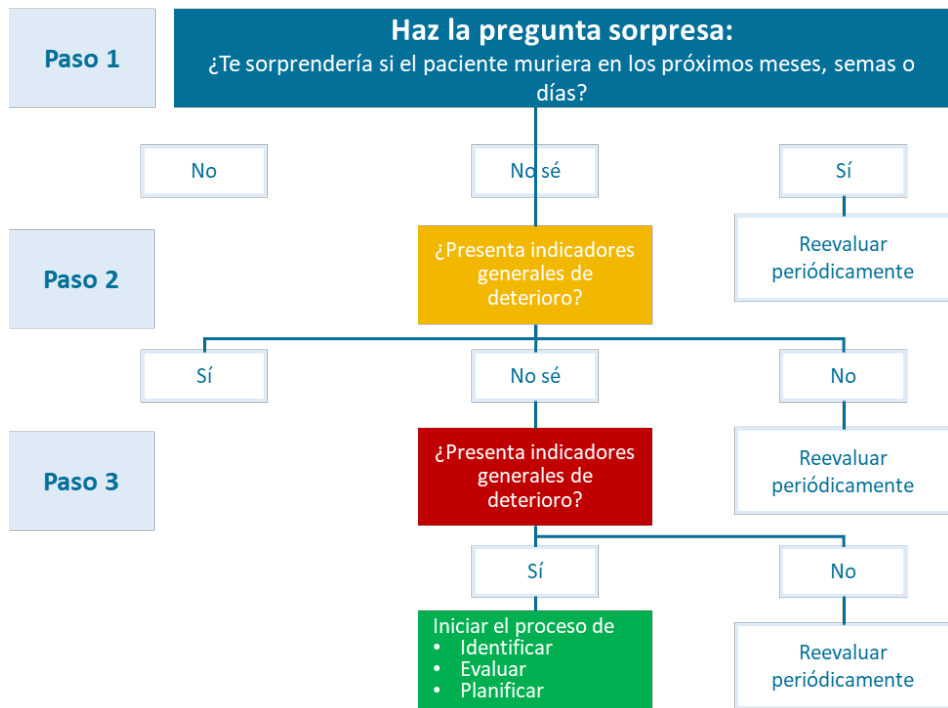 Paso 1
Haz la pregunta sorpresa:
¿Te sorprendería si el paciente muriera en los próximos meses, semas o
días?
No
No sé
Sí
Reevaluar
periódicamente
Paso 2
¿Presenta indicadores
generales de
deterioro?
Sí
No sé
No
Reevaluar
periódicamente
Paso 3
¿Presenta indicadores
generales de
deterioro?
Sí
No
Iniciar el proceso de
• Identificar
• Evaluar
• Planificar
Reevaluar
periódicamente